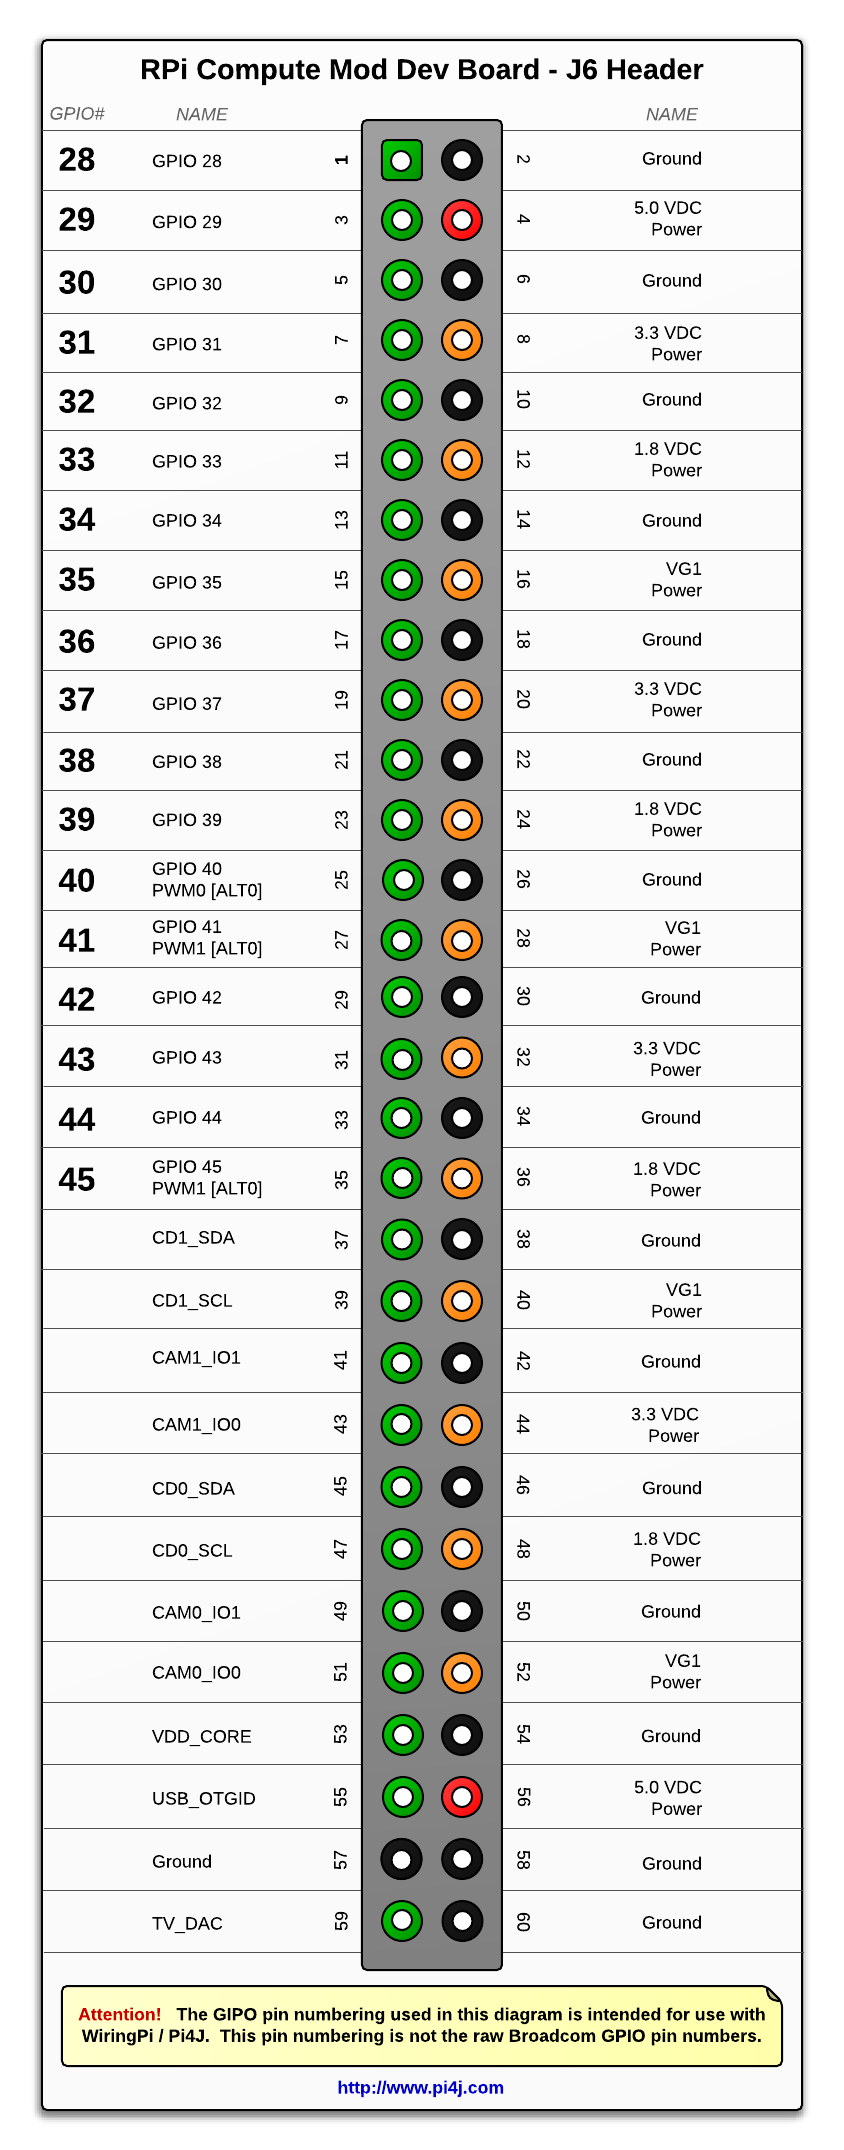 RPi Compute Mod Dev Board - J6 Header
GPIO# NAME NAME
28 GPIO 28 1 2 Ground
29 GPIO 29 3 4 5.0 VDC
Power
30 GPIO 30 5 6 Ground
31 GPIO 31 7 8 3.3 VDC
Power
32 GPIO 32 9 10 Ground
33 GPIO 33 11 12 1.8 VDC
Power
34 GPIO 34 13 14 Ground
35 GPIO 35 15 16 VG1
Power
36 GPIO 36 17 18 Ground
37 GPIO 37 19 20 3.3 VDC
Power
38 GPIO 38 21 22 Ground
39 GPIO 39 23 24 1.8 VDC
Power
40 GPIO 40 25 26 Ground
PWM0 [ALT0]
41 GPIO 41 27 28 VG1
PWM1 [ALT0] Power
42 GPIO 42 29 30 Ground
43 GPIO 43 31 32 3.3 VDC
Power
44 GPIO 44 33 34 Ground
45 GPIO 45 35 36 1.8 VDC
PWM1 [ALT0] Power
CD1_SDA 37 38 Ground
CD1_SCL 39 40 VG1
Power
CAM1_IO1 41 42 Ground
CAM1_IO0 43 44 3.3 VDC
Power
CD0_SDA 45 46 Ground
CD0_SCL 47 48 1.8 VDC
Power
CAM0_IO1 49 50 Ground
CAM0_IO0 51 52 VG1
Power
VDD_CORE 53 54 Ground
USB_OTGID 55 56 5.0 VDC
Power
Ground 57 58 Ground
TV_DAC 59 60 Ground
Attention! The GIPO pin numbering used in this diagram is intended for use with
WiringPi / Pi4J. This pin numbering is not the raw Broadcom GPIO pin numbers.
http://www.pi4j.com